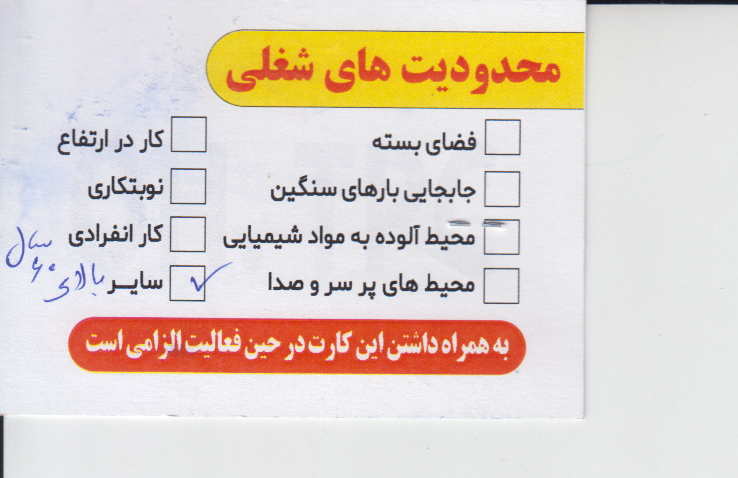 محدودیت های شغلی
فضای بسته
کار در ارتفاع
جابجایی بارهای سنگین
نوبتکاری
محیط آلوده به مواد شیمیایی
کار انفرادی
محیط های پر سر و صدا
سایر بالای ۶۰ سال
به همراه داشتن این کارت در حین فعالیت الزامی است